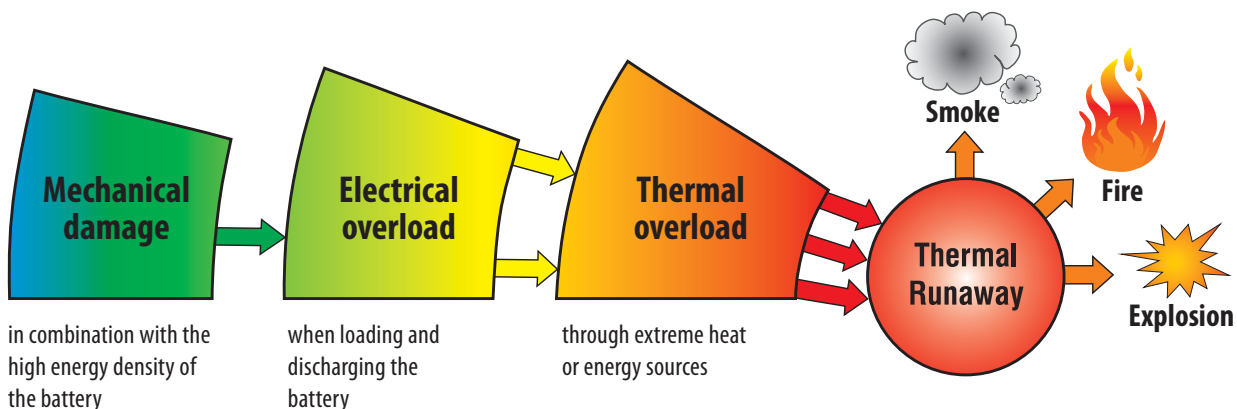 Mechanical
damage
in combination with the
high energy density of
the battery
Electrical
overload
when loading and
discharging the
battery
Thermal
overload
through extreme heat
or energy sources
Thermal
Runaway
Smoke
Fire
Explosion